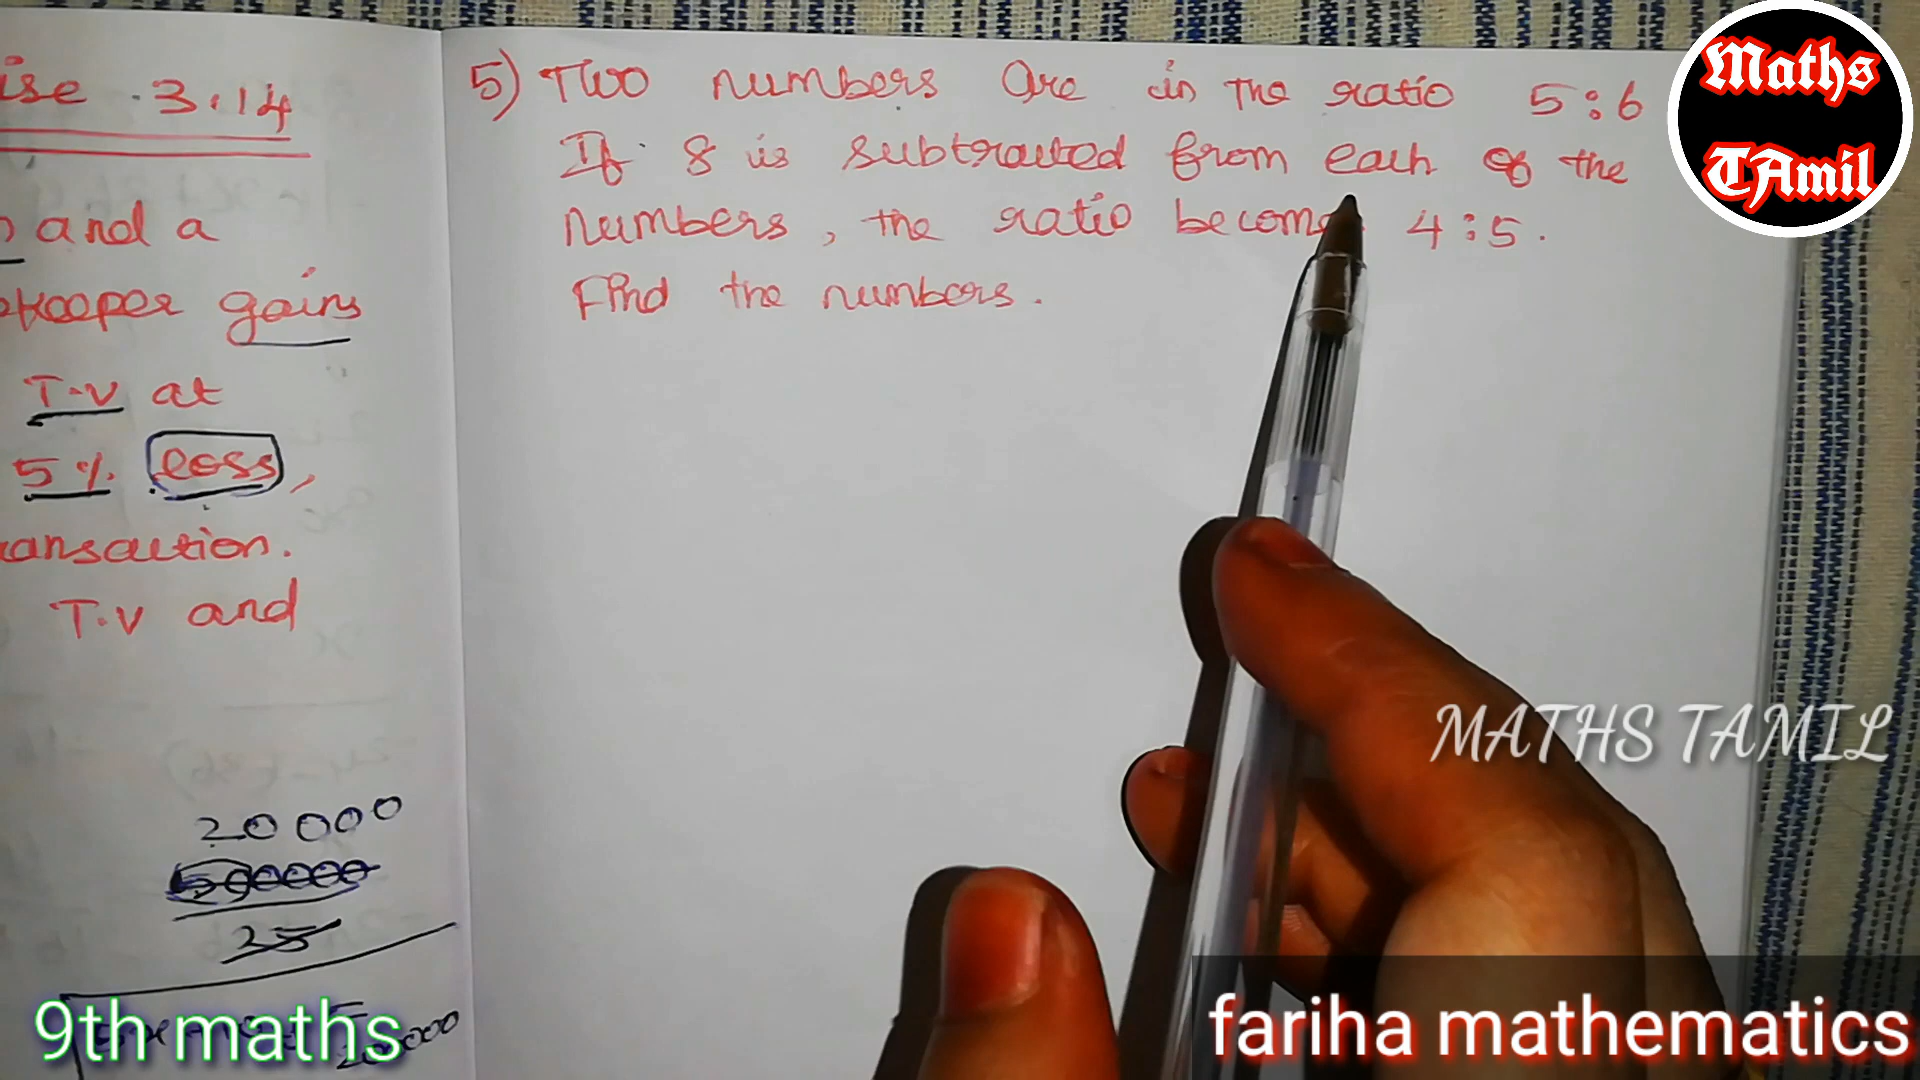 ise 3.14
and a
keeper gains
T.V at
5% loss,
ransaction.
T.V and
20000
25
5) Two numbers are in the ratio 5:6
If 8 is subtracted from each of the
numbers, the ratio become 4:5.
Find the numbers.
Maths
TAmil
MATHS TAMIL
9th maths
fariha mathematics